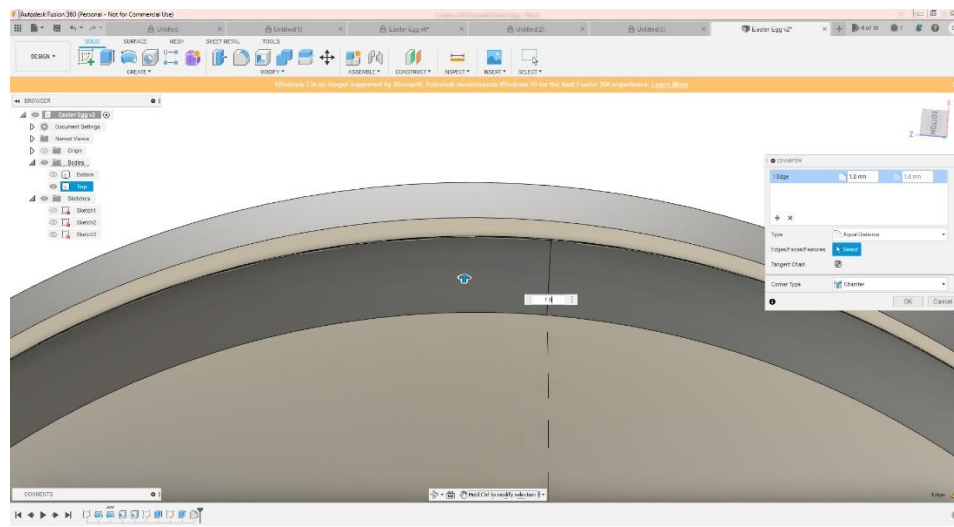 Autodesk Fusion 360 (Personal - Not for Commercial Use)
Untitled
Untitled(1)
Easter Egg v6*
Untitled(2)
Untitled(3)
Easter Egg v2*
SOLID SURFACE MESH SHEET METAL TOOLS
DESIGN
CREATE MODIFY ASSEMBLE CONSTRUCT INSPECT INSERT SELECT
Windows 7 is no longer supported by Microsoft. Autodesk recommends Windows 10 for the best Fusion 360 experience. Learn More
BROWSER
Easter Egg v2
Document Settings
Named Views
Origin
Bodies
Bottom
Top
Sketches
Sketch1
Sketch2
Sketch3
BOTTOM
Z
CHAMFER
1 Edge 1.0 mm 1.0 mm
Type Equal Distance
Edges/Faces/Features Select
Tangent Chain
Corner Type Chamfer
OK Cancel
COMMENTS
Hold Ctrl to modify selection
Edge